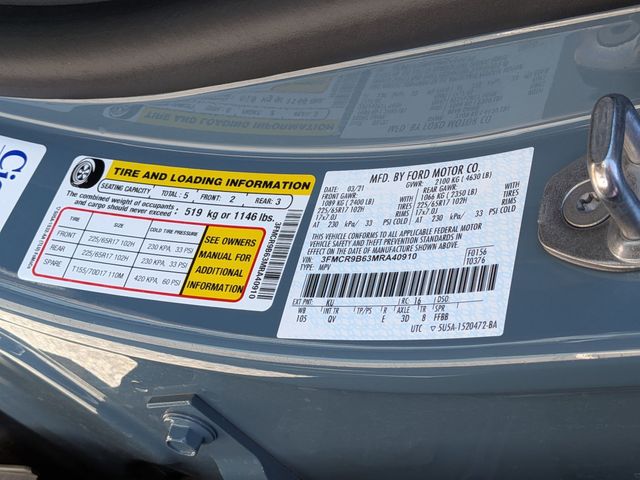 Cie
TIRE AND LOADING INFORMATION
SEATING CAPACITY TOTAL: 5 FRONT: 2 REAR: 3
The combined weight of occupants
and cargo should never exceed: 519 kg or 1146 lbs.
TIRE SIZE COLD TIRE PRESSURE
FRONT 225/65R17 102H 230 KPA, 33 PSI
REAR 225/65R17 102H 230 KPA, 33 PSI
SPARE T155/70D17 110M 420 KPA, 60 PSI
SEE OWNERS
MANUAL FOR
ADDITIONAL
INFORMATION
3FMCR9B63MRA40910
MFD. BY FORD MOTOR CO.
DATE: 03/21 GVWR: 2100 KG ( 4630 LB)
FRONT GAWR: REAR GAWR:
1089 KG ( 2400 LB) WITH 1066 KG ( 2350 LB) WITH
225/65R17 102H TIRES 225/65R17 102H TIRES
17x7.0J RIMS 17x7.0J RIMS
AT 230 kPa/ 33 PSI COLD AT 230 kPa/ 33 PSI COLD
THIS VEHICLE CONFORMS TO ALL APPLICABLE FEDERAL MOTOR
VEHICLE SAFETY AND THEFT PREVENTION STANDARDS IN
EFFECT ON THE DATE OF MANUFACTURE SHOWN ABOVE.
VIN: 3FMCR9B63MRA40910 F0156
TYPE: MPV T0376
EXT PNT: KU RC: 16 DSO:
WB INT TR TP/PS R AXLE TR SPR
105 QV E 3D 8 FFBB
UTC 5U5A-1520472-BA